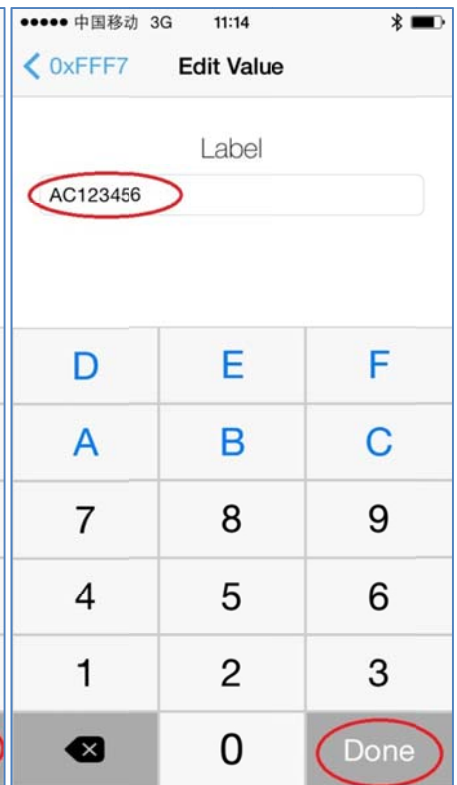 中国移动 3G 11:14
0xFFF7 Edit Value
Label
AC123456
D E F
A B C
7 8 9
4 5 6
1 2 3
0 Done